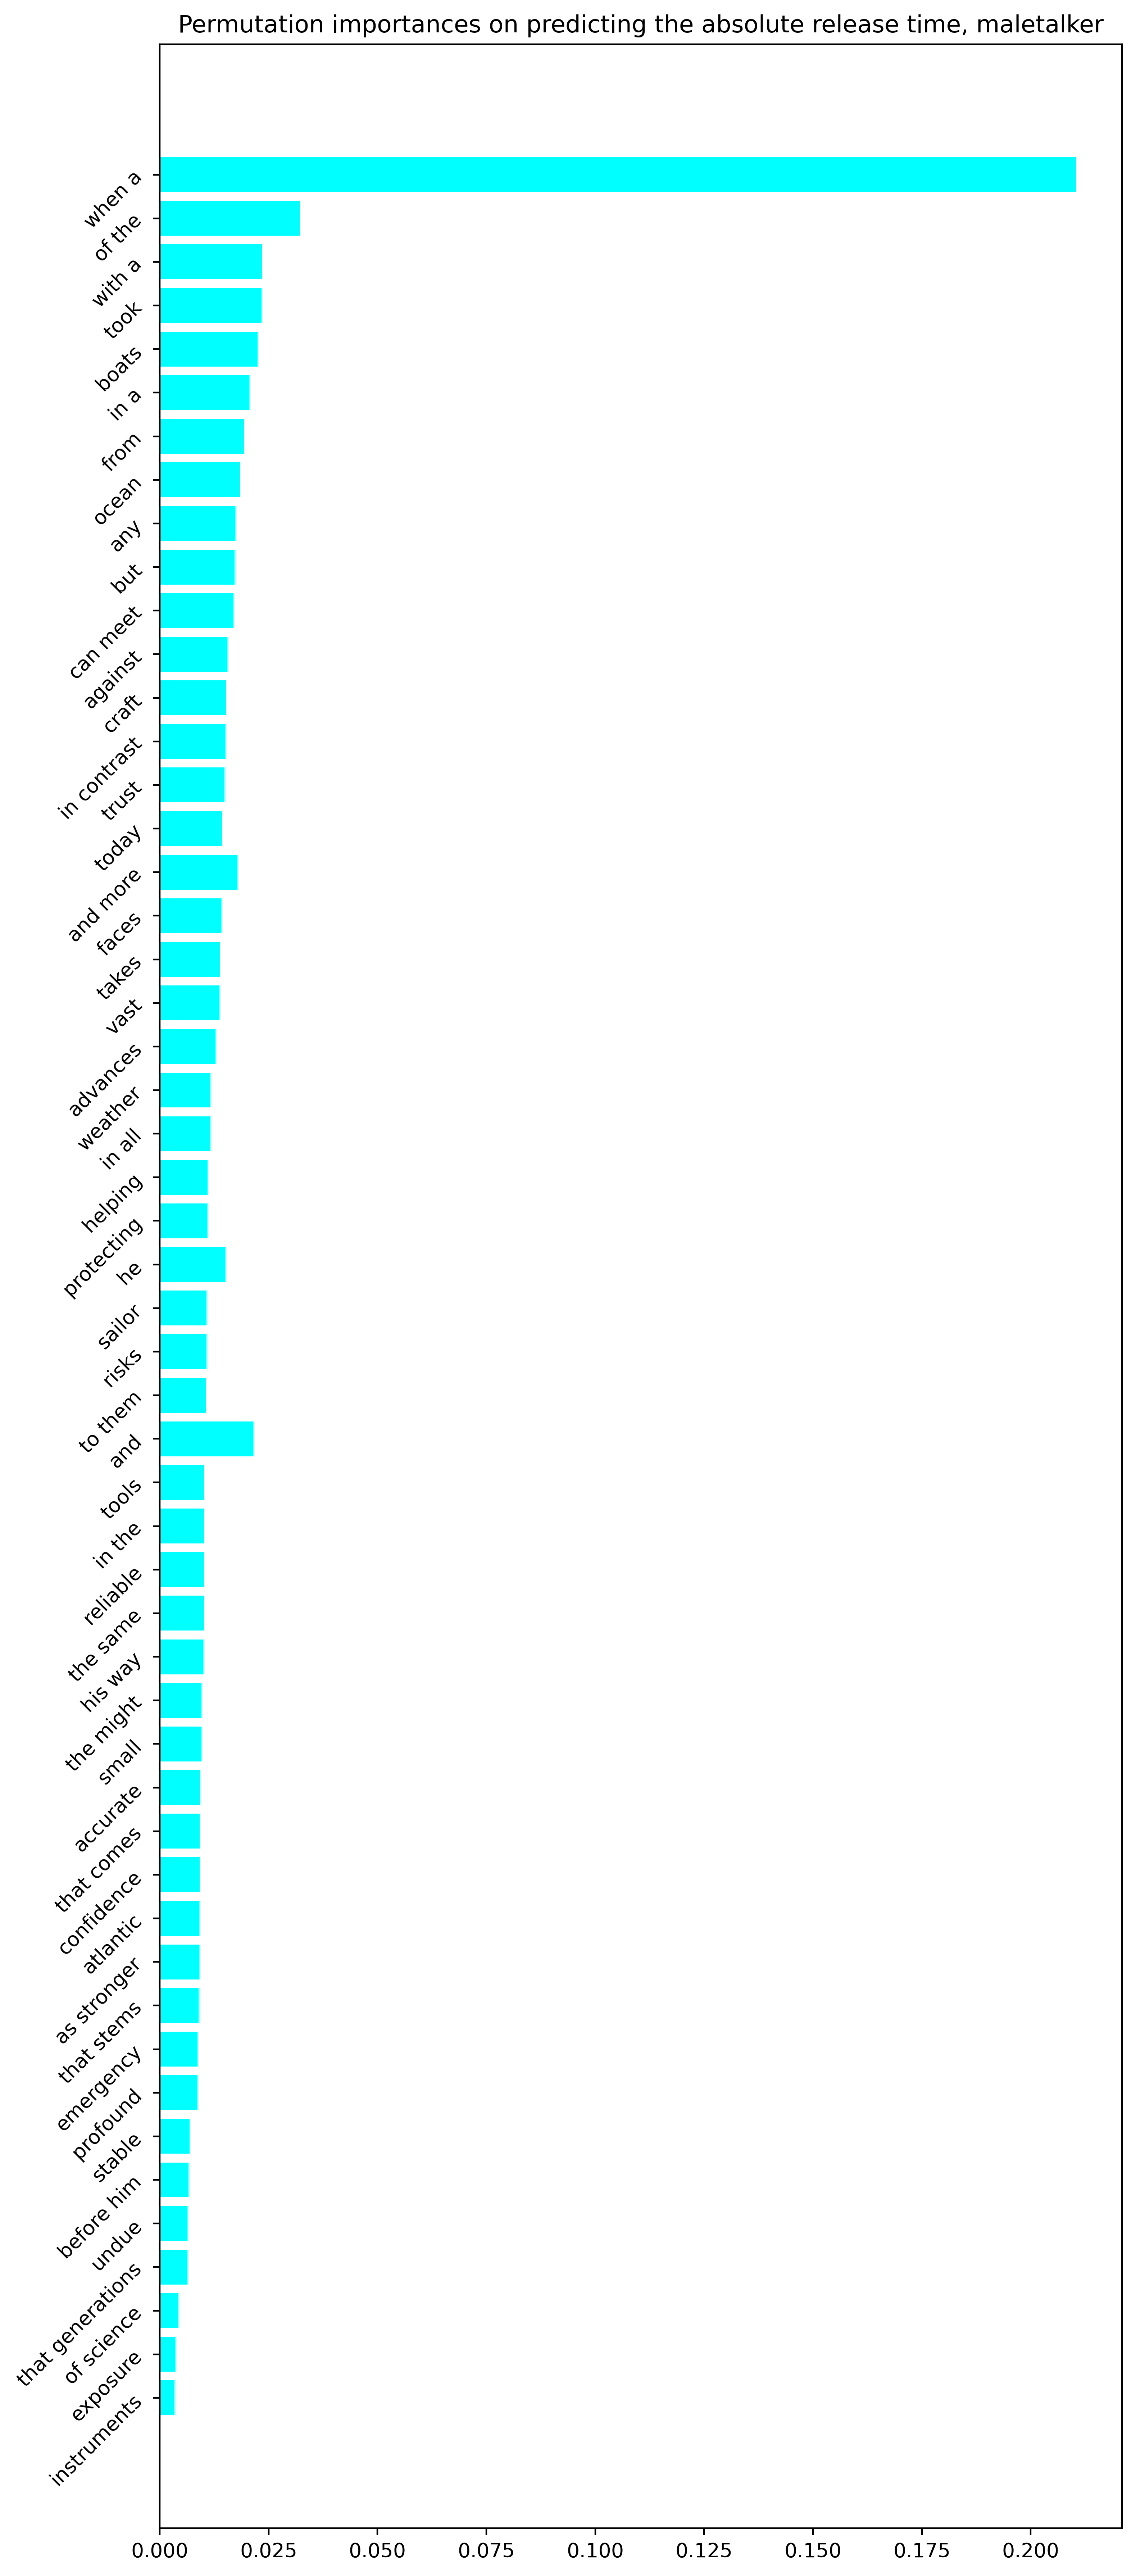 Permutation importances on predicting the absolute release time, maletalker
when a
of the
with a
took
boats
in a
from
ocean
any
but
can meet
against
craft
in contrast
trust
today
and more
faces
takes
vast
advances
weather
in all
helping
protecting
he
sailor
risks
to them
and
tools
in the
reliable
the same
his way
the might
small
accurate
that comes
confidence
atlantic
as stronger
that stems
emergency
profound
stable
before him
undue
that generations
of science
exposure
instruments
0.000 0.025 0.050 0.075 0.100 0.125 0.150 0.175 0.200